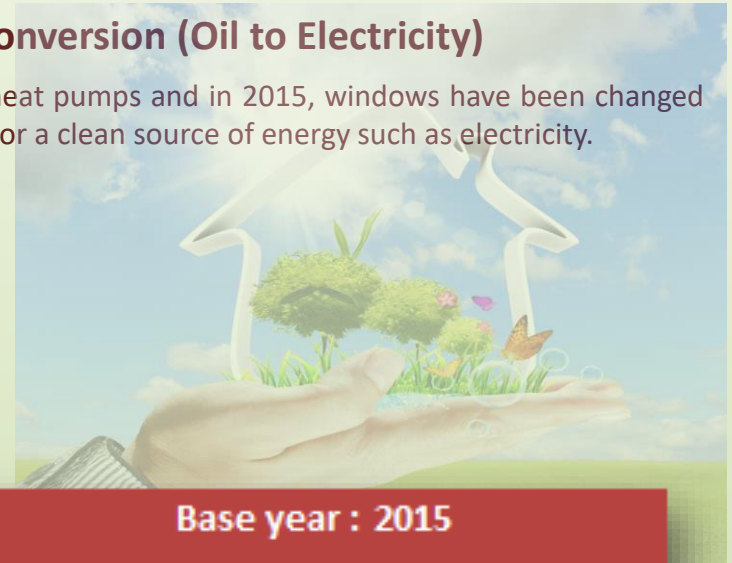 onversion (Oil to Electricity)
eat pumps and in 2015, windows have been changed
or a clean source of energy such as electricity.
Base year : 2015